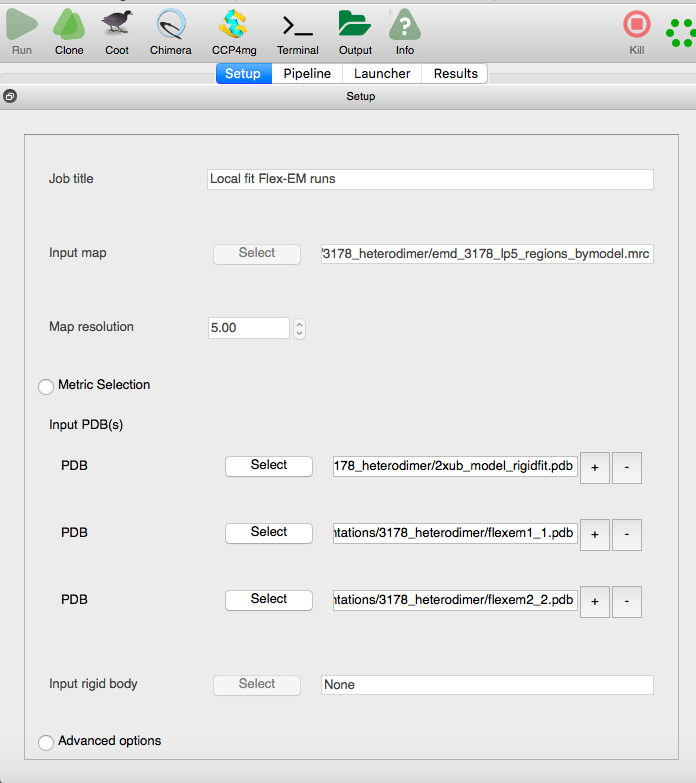 Run Clone Coot Chimera CCP4mg Terminal Output Info Kill
Setup Pipeline Launcher Results
Setup
Job title Local fit Flex-EM runs
Input map Select /3178_heterodimer/emd_3178_lp5_regions_bymodel.mrc
Map resolution 5.00
Metric Selection
Input PDB(s)
PDB Select 178_heterodimer/2xub_model_rigidfit.pdb + -
PDB Select ntations/3178_heterodimer/flexem1_1.pdb + -
PDB Select ntations/3178_heterodimer/flexem2_2.pdb + -
Input rigid body Select None
Advanced options